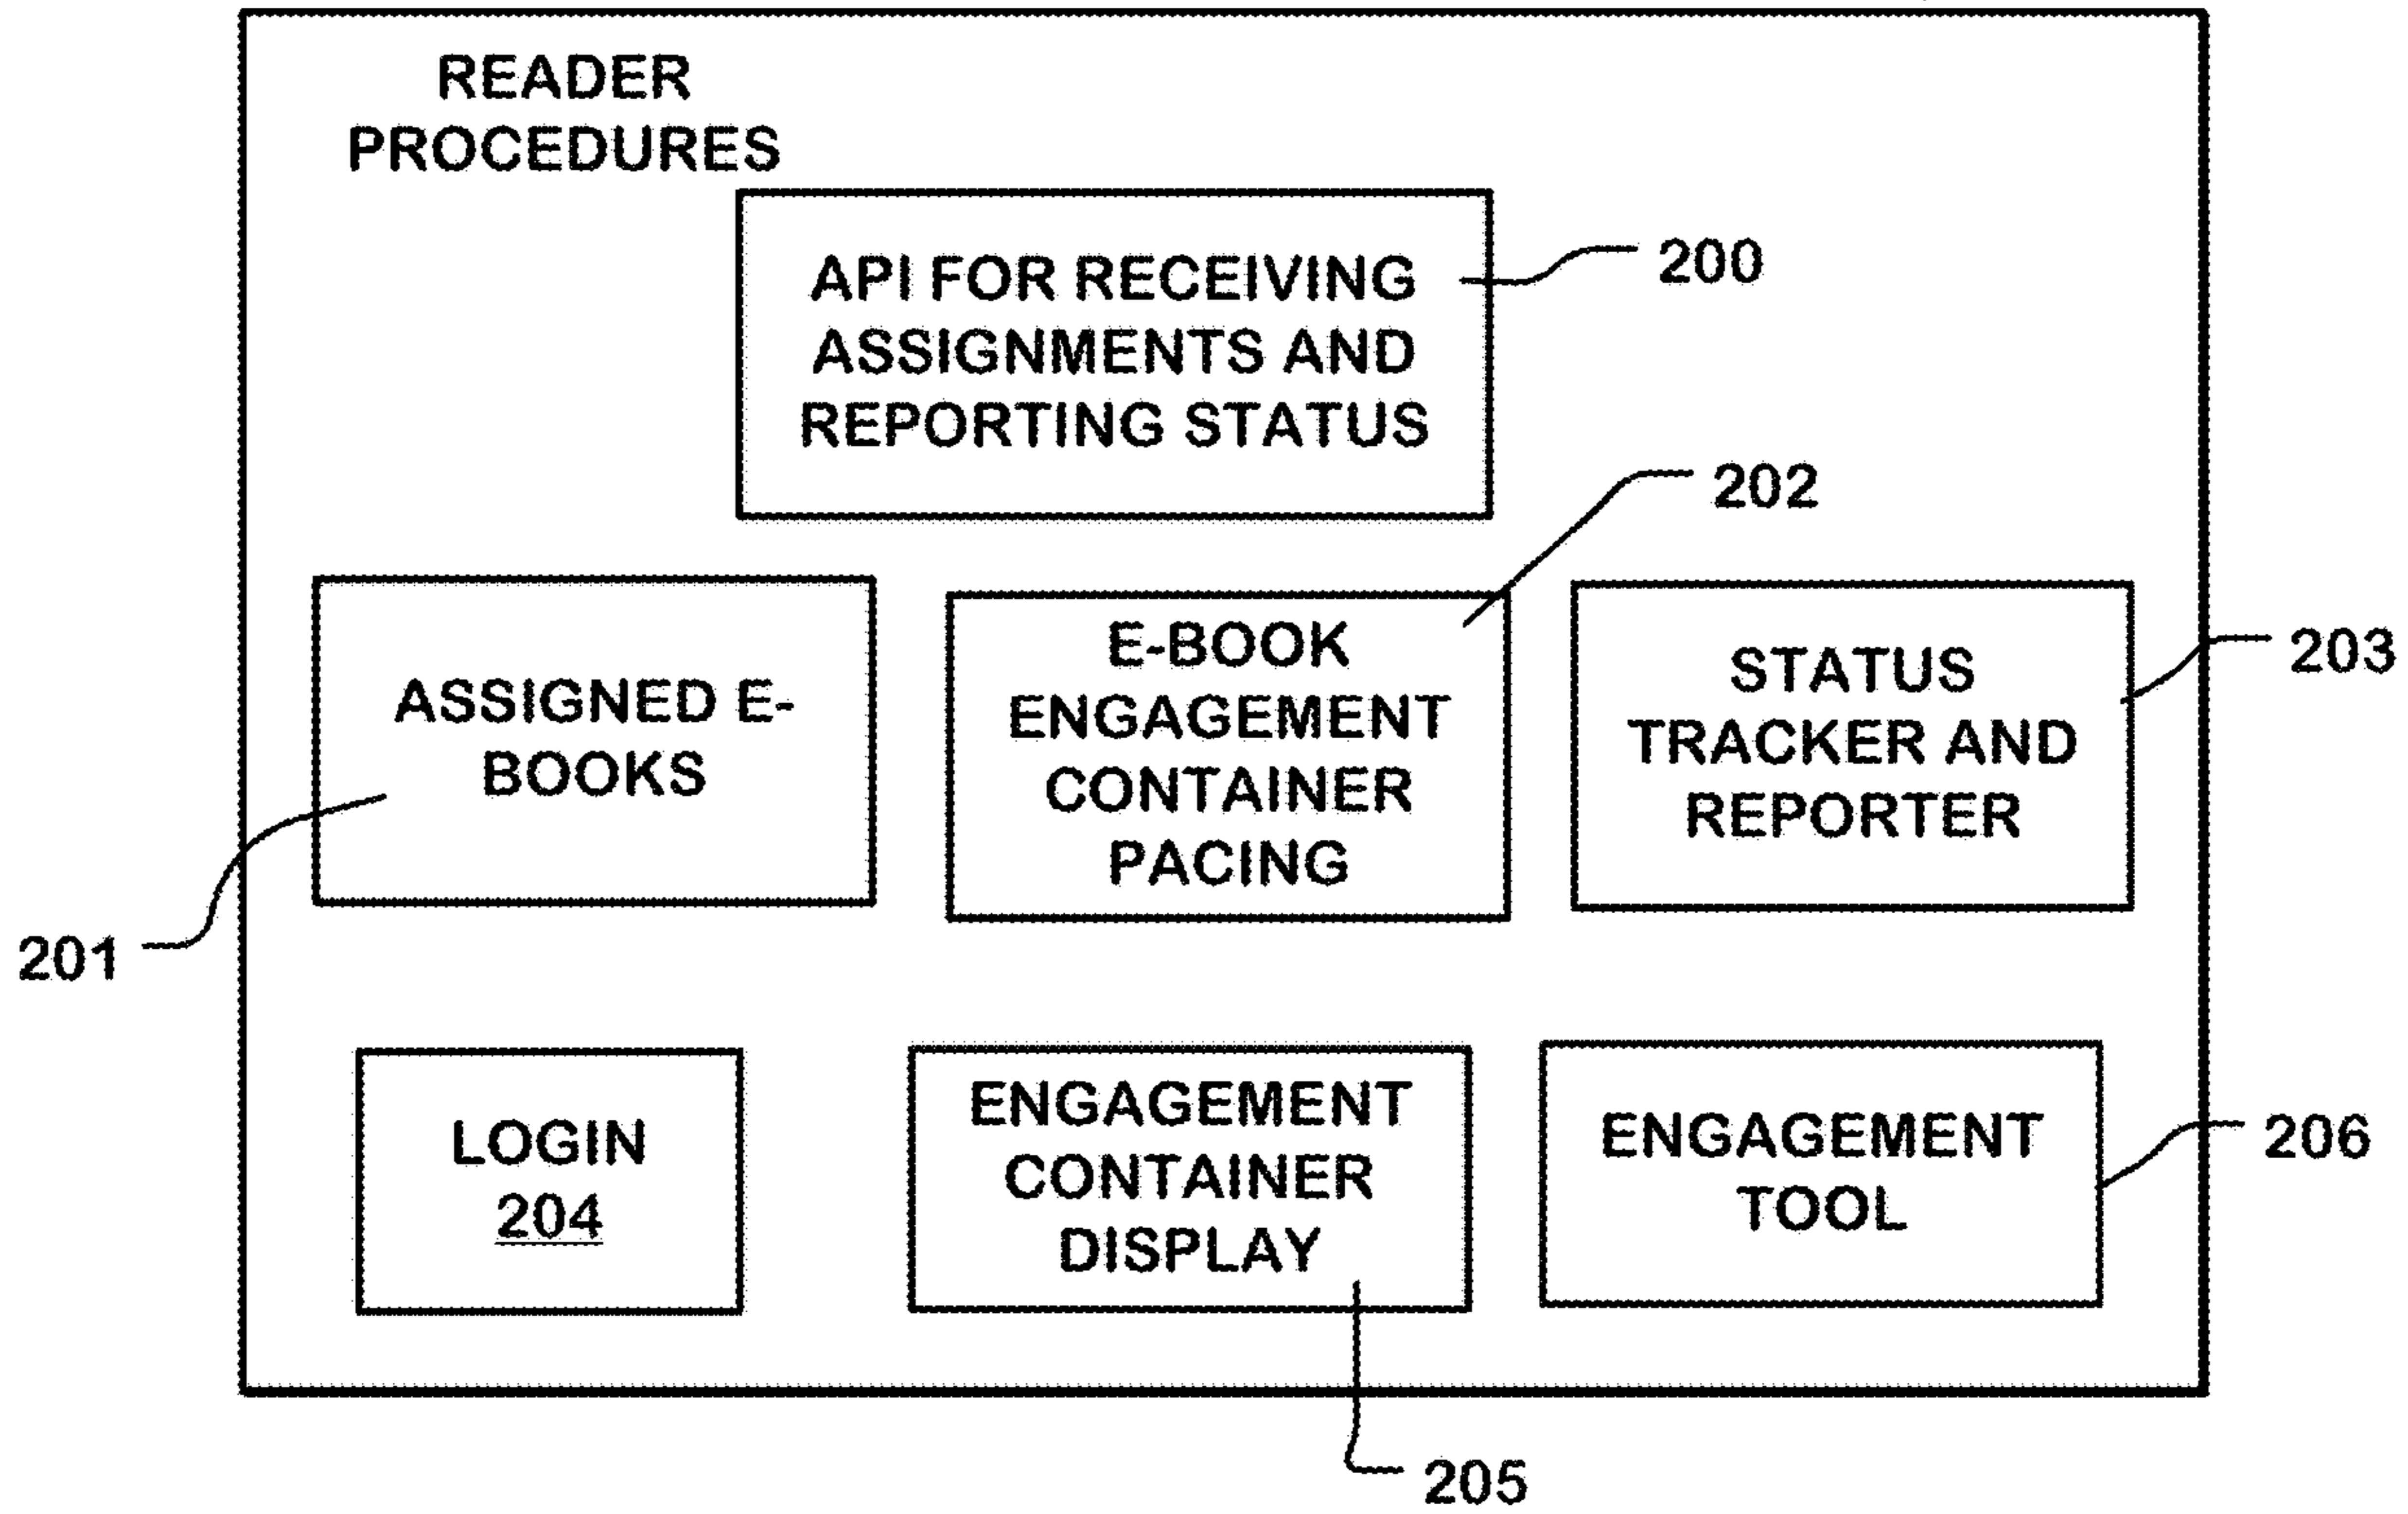 READER
PROCEDURES
API FOR RECEIVING
ASSIGNMENTS AND
REPORTING STATUS
200
202
ASSIGNED E-
BOOKS
201
E-BOOK
ENGAGEMENT
CONTAINER
PACING
STATUS
TRACKER AND
REPORTER
203
LOGIN
204
ENGAGEMENT
CONTAINER
DISPLAY
205
ENGAGEMENT
TOOL
206